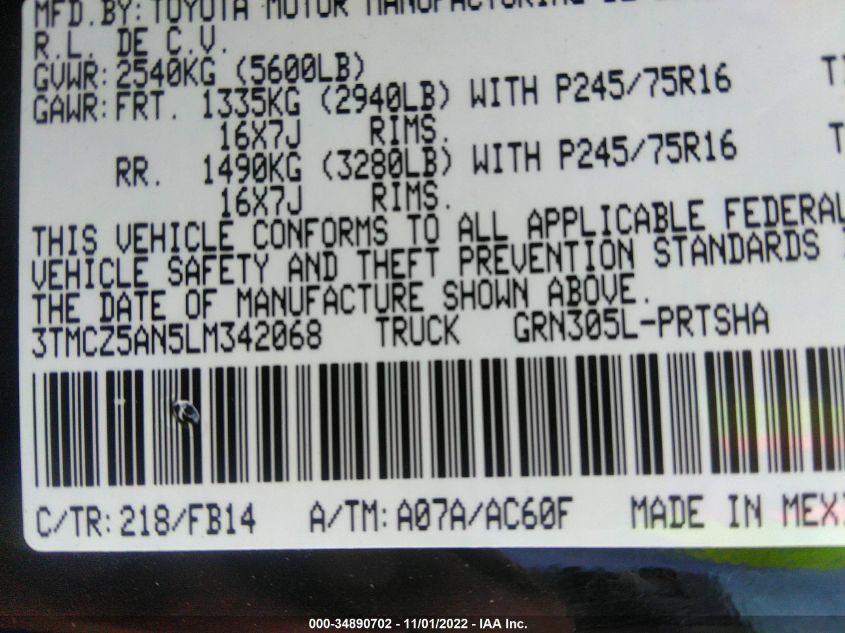 MFD.BY: TOYOTA MOTOR MANUFACTURING
R.L. DE C.V.
GVWR: 2540KG (5600LB)
GAWR: FRT. 1335KG (2940LB) WITH P245/75R16
16X7J RIMS.
RR. 1490KG (3280LB) WITH P245/75R16
16X7J RIMS.
THIS VEHICLE CONFORMS TO ALL APPLICABLE FEDERAL
VEHICLE SAFETY AND THEFT PREVENTION STANDARDS
THE DATE OF MANUFACTURE SHOWN ABOVE.
3TMCZ5AN5LM342068 TRUCK GRN305L-PRTSHA
C/TR: 218/FB14 A/TM: A07A/AC60F MADE IN MEXI
000-34890702 - 11/01/2022 - IAA Inc.